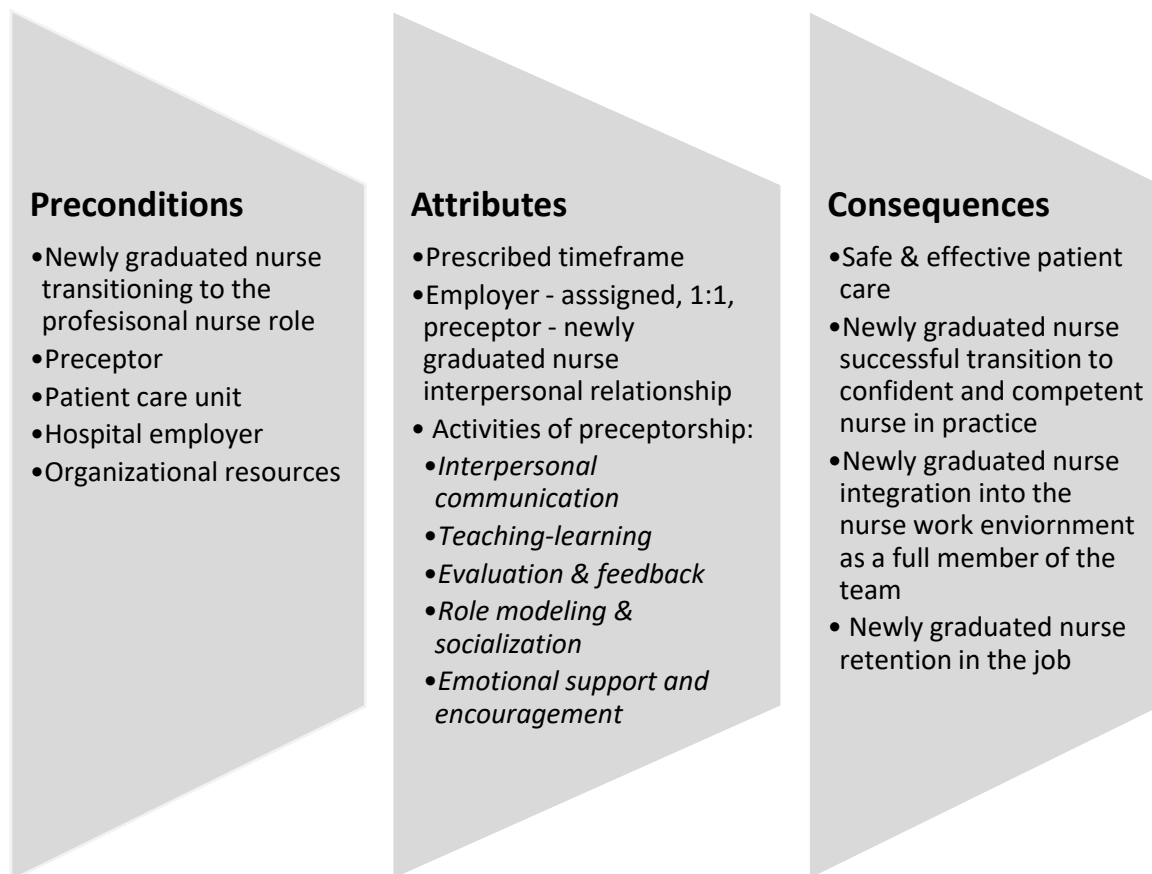 Preconditions
•Newly graduated nurse
transitioning to the
profesisonal nurse role
•Preceptor
•Patient care unit
•Hospital employer
•Organizational resources
Attributes
•Prescribed timeframe
•Employer - asssigned, 1:1,
preceptor - newly
graduated nurse
interpersonal relationship
• Activities of preceptorship:
•Interpersonal
communication
•Teaching-learning
•Evaluation & feedback
•Role modeling &
socialization
•Emotional support and
encouragement
Consequences
•Safe & effective patient
care
•Newly graduated nurse
successful transition to
confident and competent
nurse in practice
•Newly graduated nurse
integration into the
nurse work enviornment
as a full member of the
team
• Newly graduated nurse
retention in the job